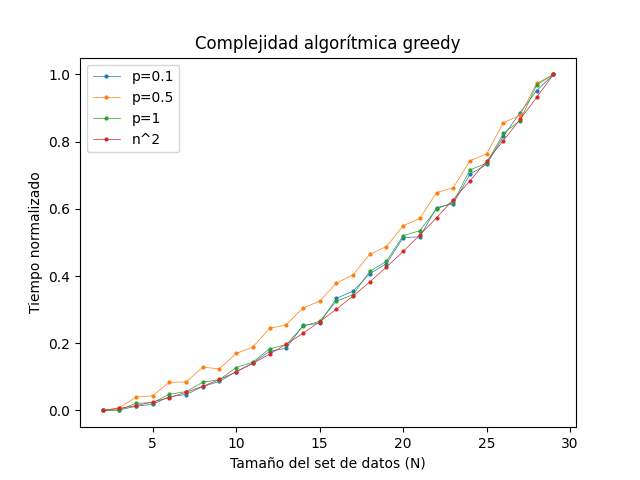 Complejidad algorítmica greedy
p=0.1
p=0.5
p=1
n^2
1.0
0.8
0.6
0.4
0.2
0.0
Tiempo normalizado
5
10
15
20
25
30
Tamaño del set de datos (N)